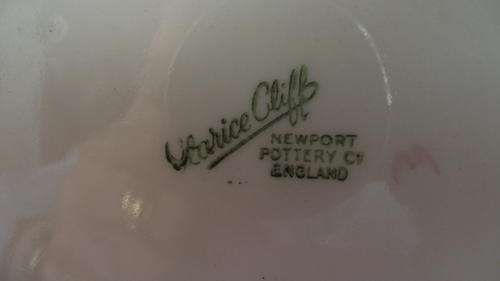 Clarice Cliff
NEWPORT
POTTERY Co
ENGLAND